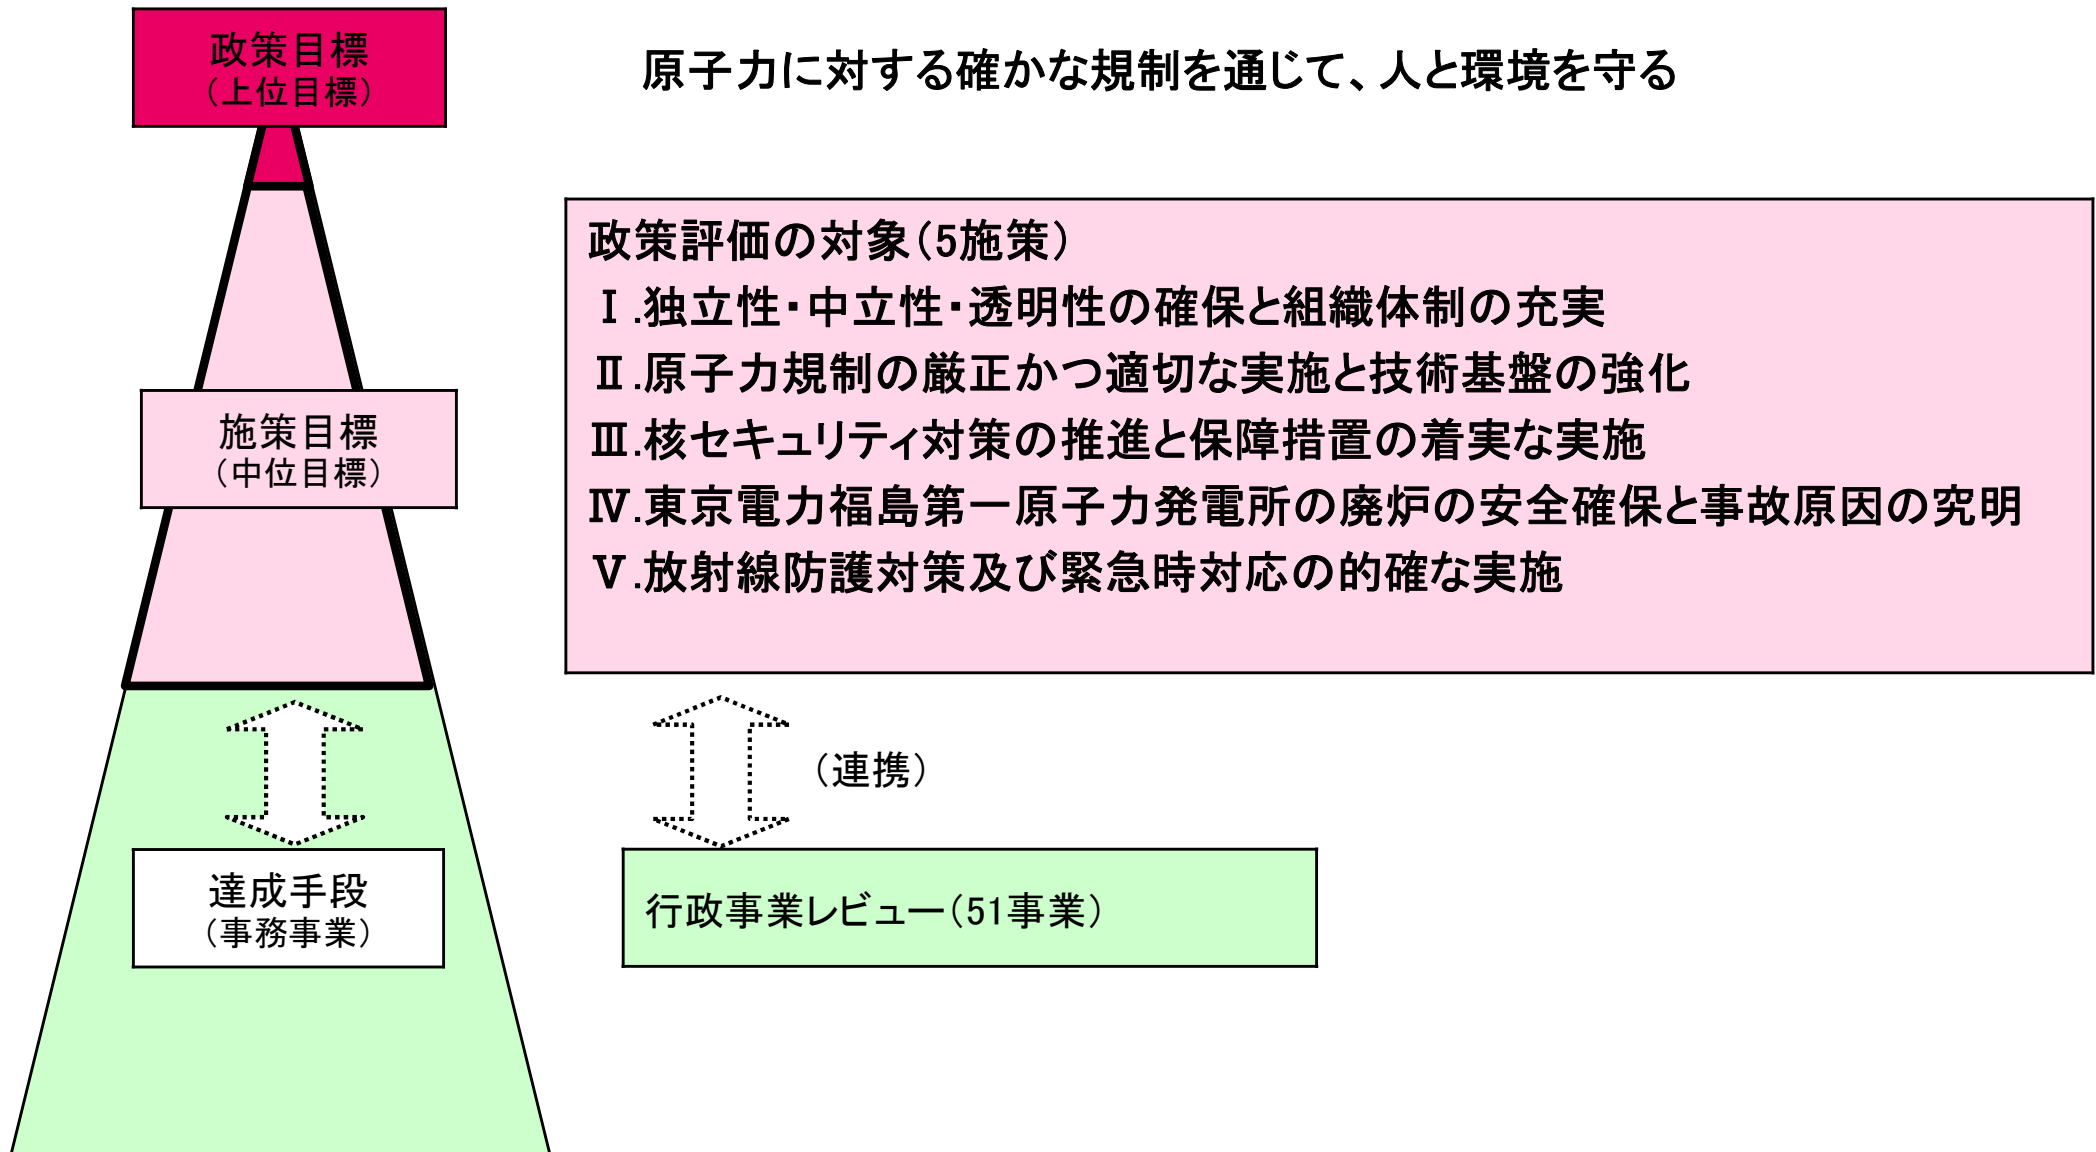 政策目標
（上位目標）
原子力に対する確かな規制を通じて、人と環境を守る
政策評価の対象（5施策）
Ⅰ.独立性・中立性・透明性の確保と組織体制の充実
Ⅱ.原子力規制の厳正かつ適切な実施と技術基盤の強化
Ⅲ.核セキュリティ対策の推進と保障措置の着実な実施
Ⅳ.東京電力福島第一原子力発電所の廃炉の安全確保と事故原因の究明
Ⅴ.放射線防護対策及び緊急時対応の的確な実施
施策目標
（中位目標）
（連携）
達成手段
（事務事業）
行政事業レビュー（51事業）